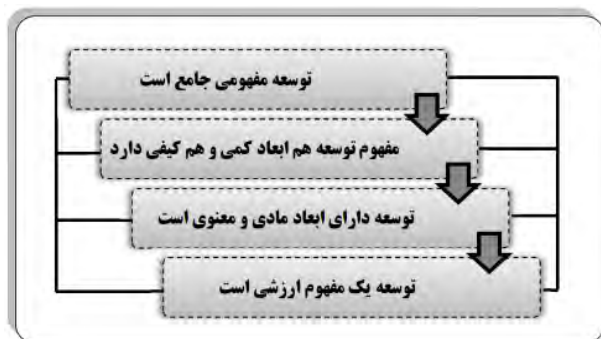 توسعه مفهومی جامع است
مفهوم توسعه هم ابعاد کمی و هم کیفی دارد
توسعه دارای ابعاد مادی و معنوی است
توسعه یک مفهوم ارزشی است